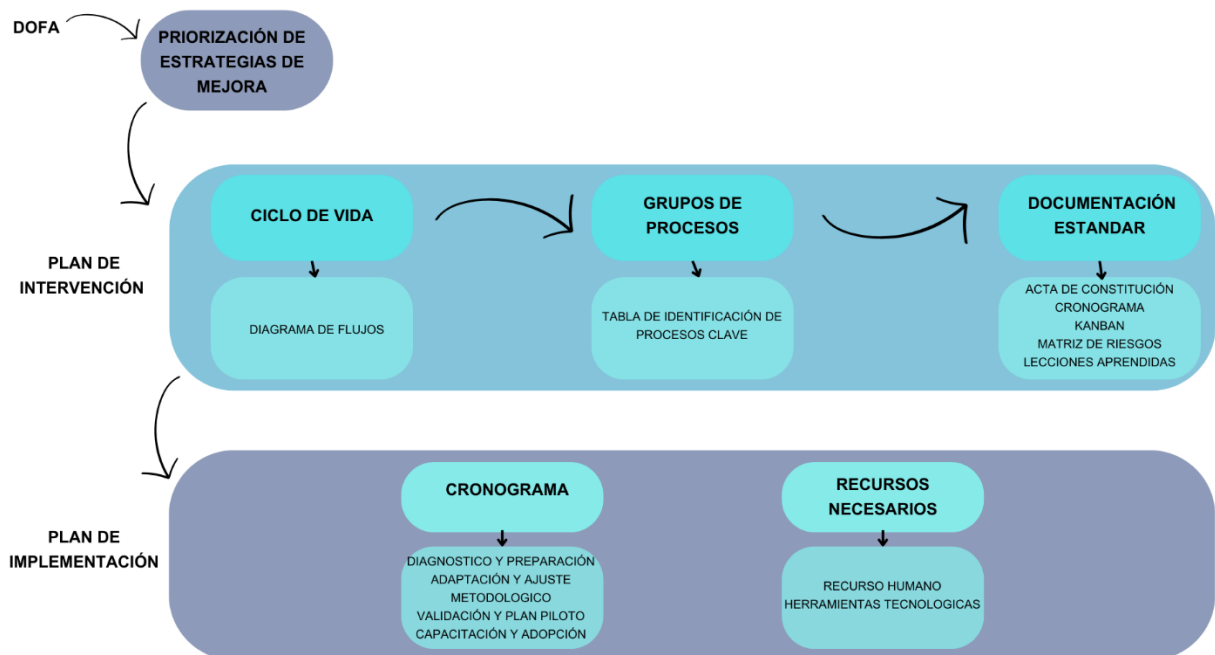 DOFA
PRIORIZACIÓN DE
ESTRATEGIAS DE
MEJORA
PLAN DE
INTERVENCIÓN
CICLO DE VIDA
DIAGRAMA DE FLUJOS
GRUPOS DE
PROCESOS
TABLA DE IDENTIFICACIÓN DE
PROCESOS CLAVE
DOCUMENTACIÓN
ESTANDAR
ACTA DE CONSTITUCIÓN
CRONOGRAMA
KANBAN
MATRIZ DE RIESGOS
LECCIONES APRENDIDAS
PLAN DE
IMPLEMENTACIÓN
CRONOGRAMA
DIAGNOSTICO Y PREPARACIÓN
ADAPTACIÓN Y AJUSTE
METODOLOGICO
VALIDACIÓN Y PLAN PILOTO
CAPACITACIÓN Y ADOPCIÓN
RECURSOS
NECESARIOS
RECURSO HUMANO
HERRAMIENTAS TECNOLOGICAS